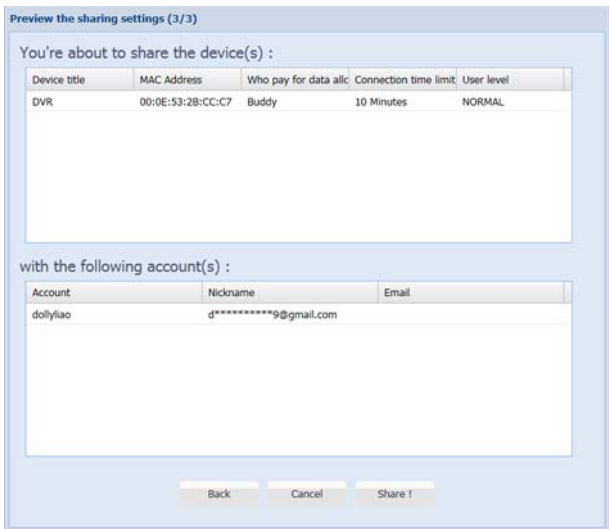 Preview the sharing settings (3/3)
You're about to share the device(s) :
Device title MAC Address Who pay for data allc Connection time limit User level
DVR 00:0E:53:2B:CC:C7 Buddy 10 Minutes NORMAL
with the following account(s) :
Account Nickname Email
dollyliao d**********9@gmail.com
Back Cancel Share !